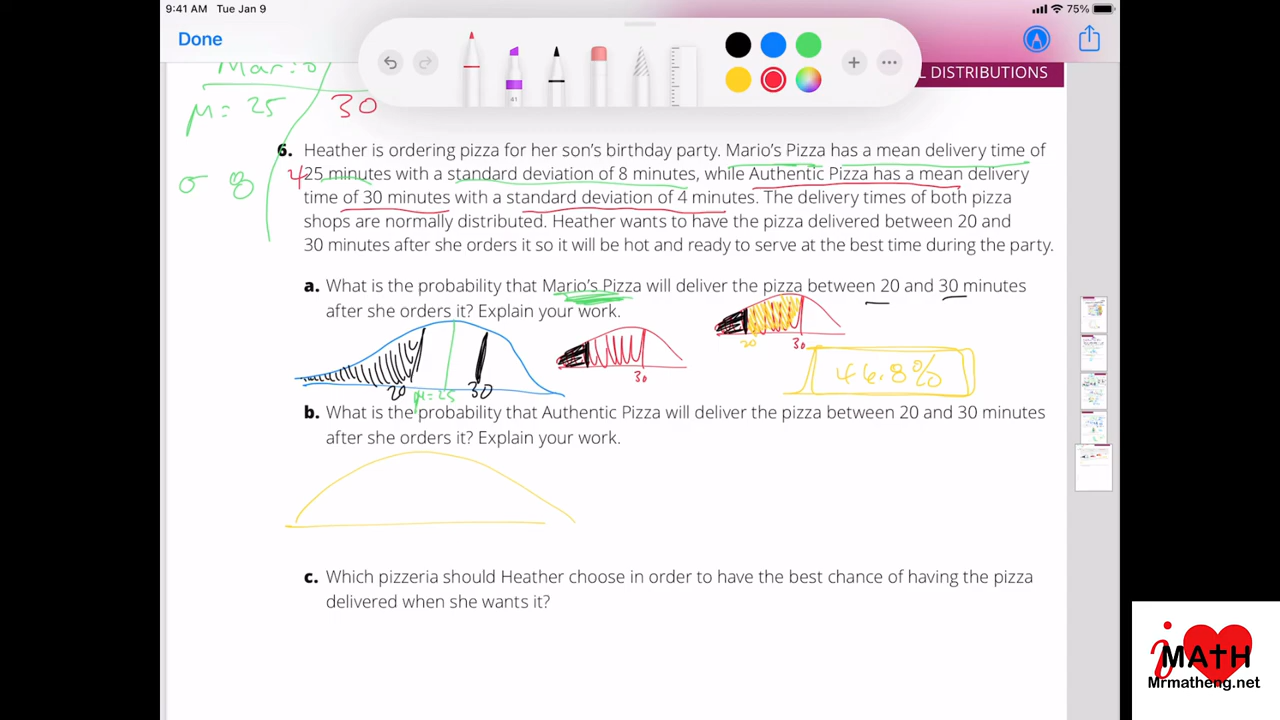 9:41 AM Tue Jan 9
75%
Done
41
L DISTRIBUTIONS
Mario
μ = 25 30
σ 8 4
6. Heather is ordering pizza for her son's birthday party. Mario's Pizza has a mean delivery time of
25 minutes with a standard deviation of 8 minutes, while Authentic Pizza has a mean delivery
time of 30 minutes with a standard deviation of 4 minutes. The delivery times of both pizza
shops are normally distributed. Heather wants to have the pizza delivered between 20 and
30 minutes after she orders it so it will be hot and ready to serve at the best time during the party.
a. What is the probability that Mario's Pizza will deliver the pizza between 20 and 30 minutes
after she orders it? Explain your work.
20 μ=25 30
30
20 30
46.8%
b. What is the probability that Authentic Pizza will deliver the pizza between 20 and 30 minutes
after she orders it? Explain your work.
c. Which pizzeria should Heather choose in order to have the best chance of having the pizza
delivered when she wants it?
i MATH
Mrmatheng.net